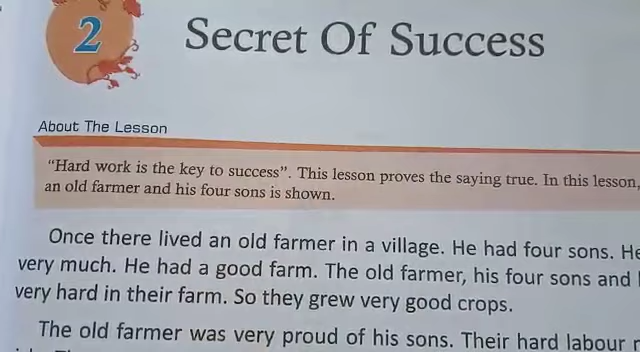 2
Secret Of Success
About The Lesson
“Hard work is the key to success”. This lesson proves the saying true. In this lesson,
an old farmer and his four sons is shown.
Once there lived an old farmer in a village. He had four sons. He
very much. He had a good farm. The old farmer, his four sons and
very hard in their farm. So they grew very good crops.
The old farmer was very proud of his sons. Their hard labour